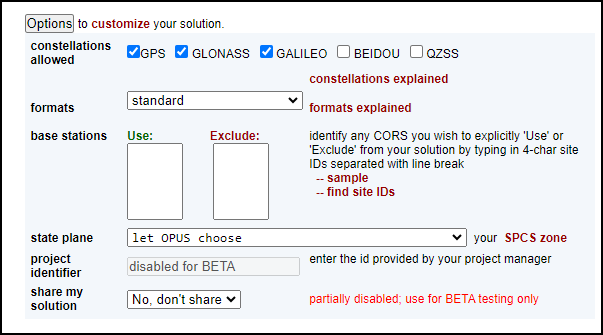 Options to customize your solution.
constellations allowed GPS GLONASS GALILEO BEIDOU QZSS
constellations explained
formats standard formats explained
base stations Use: Exclude: identify any CORS you wish to explicitly 'Use' or
'Exclude' from your solution by typing in 4-char site
IDs separated with line break
-- sample
-- find site IDs
state plane let OPUS choose your SPCS zone
project identifier disabled for BETA enter the id provided by your project manager
share my solution No, don't share partially disabled; use for BETA testing only